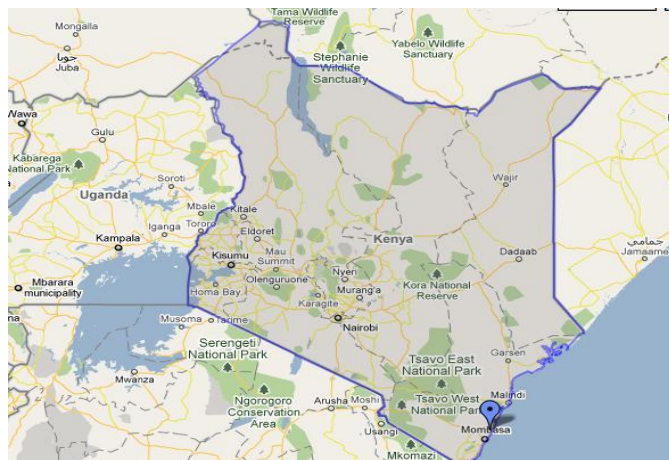 Tama Wildlife
Reserve
Mongalla
جوبا
Juba
Stephanie
Wildlife
Sanctuary
Yabelo Wildlife
Sanctuary
Wawa
Gulu
Kabarega
National Park
Soroti
Uganda
Wajir
Mbale
Tororo
Kitale
Iganga
Eldoret
Kenya
Kampala
Kisumu
Mau
Summit
Dadaab
حمامي
Jamaame
Nyeri
Mbarara
municipality
Homa Bay
Olenguruone
Kora National
Reserve
Karagite
Murang'a
Musoma
Tarime
Nairobi
Serengeti
National Park
Garsen
Tsavo East
National Park
Mwanza
Ngorogoro
Conservation
Area
Arusha
Moshi
Tsavo West
National Park
Malindi
Usangi
Mombasa
Mkomazi